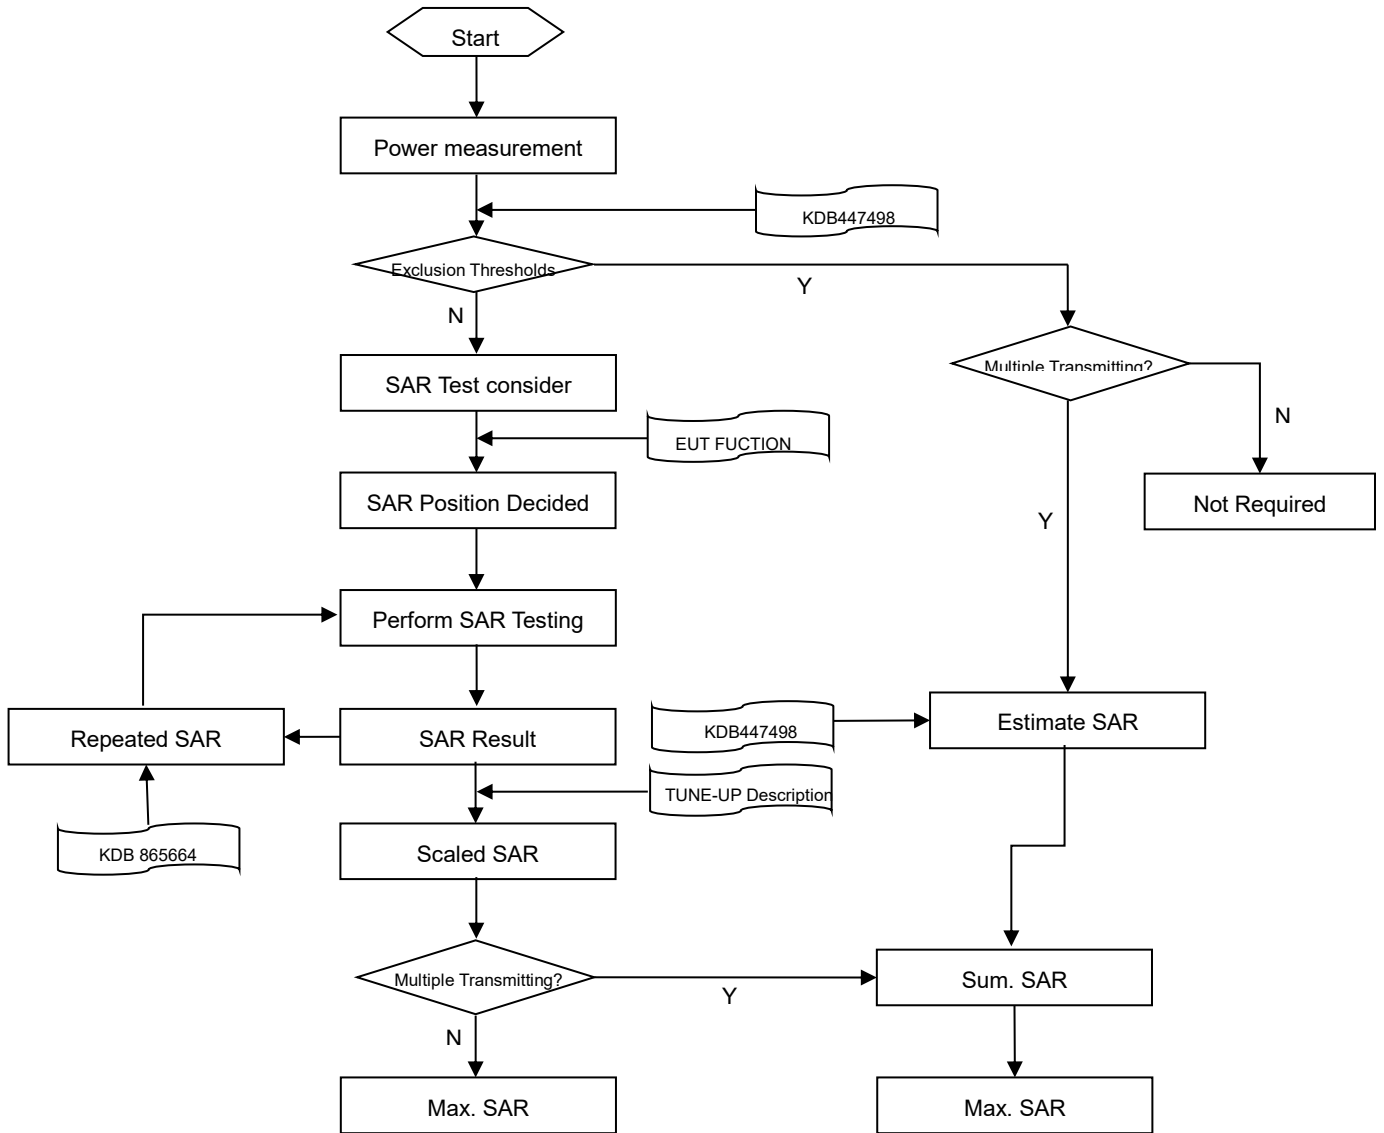 Start
Power measurement
KDB447498
Exclusion Thresholds
Y
N
Multiple Transmitting?
SAR Test consider
N
EUT FUCTION
SAR Position Decided
Not Required
Y
Perform SAR Testing
Repeated SAR
SAR Result
KDB447498
Estimate SAR
TUNE-UP Description
KDB 865664
Scaled SAR
Multiple Transmitting?
Y
Sum. SAR
N
Max. SAR
Max. SAR